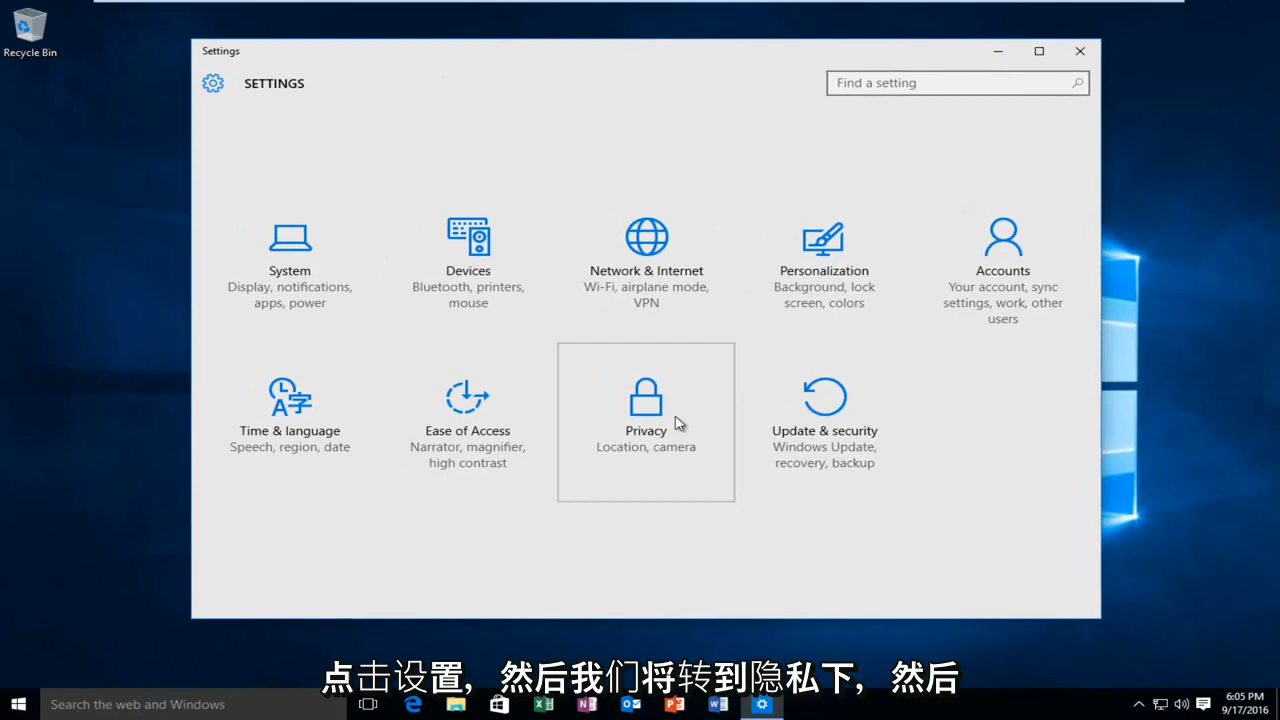 Recycle Bin
Settings
SETTINGS
Find a setting
System
Display, notifications,
apps, power
Devices
Bluetooth, printers,
mouse
Network & Internet
Wi-Fi, airplane mode,
VPN
Personalization
Background, lock
screen, colors
Accounts
Your account, sync
settings, work, other
users
Time & language
Speech, region, date
Ease of Access
Narrator, magnifier,
high contrast
Privacy
Location, camera
Update & security
Windows Update,
recovery, backup
点击设置，然后我们将转到隐私下，然后
Search the web and Windows
6:05 PM
9/17/2016